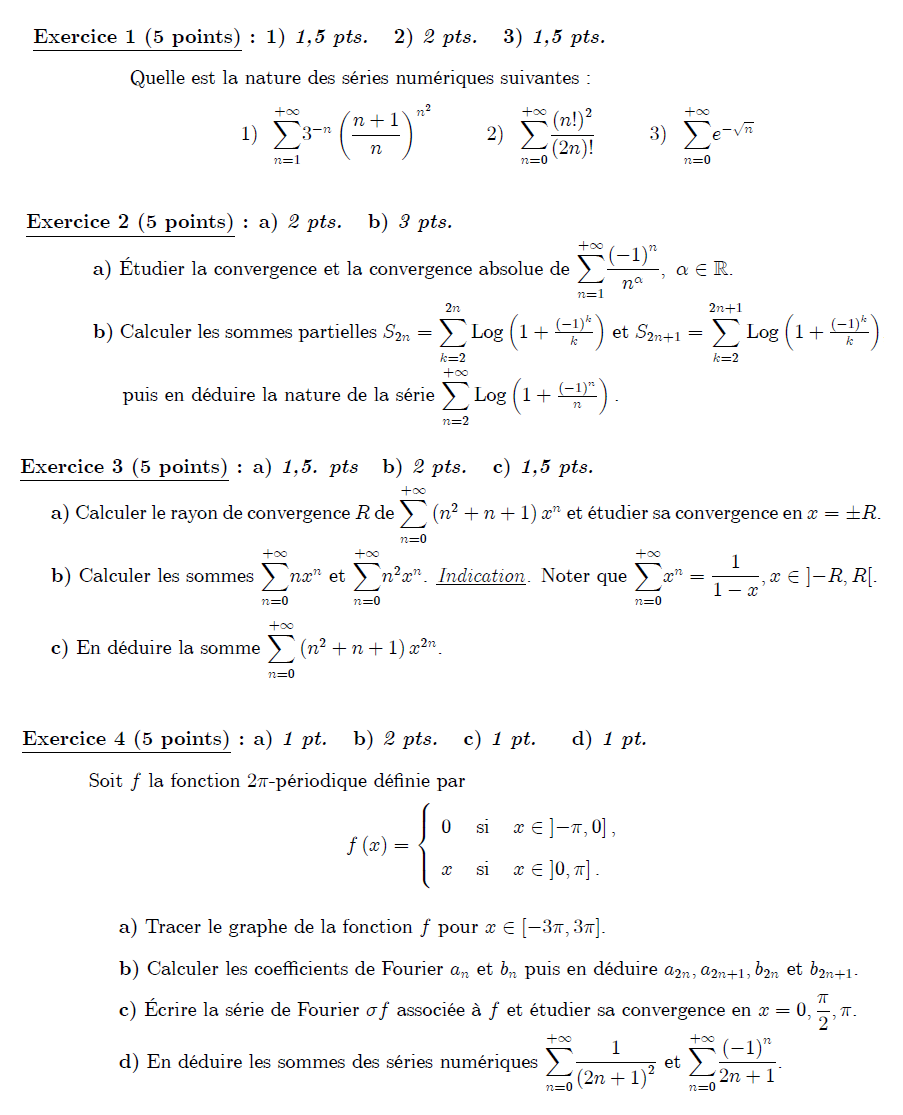 Exercice 1 (5 points) : 1) 1,5 pts. 2) 2 pts. 3) 1,5 pts.
Quelle est la nature des séries numériques suivantes :
1) $\sum_{n=1}^{+\infty} 3^{-n} \left( \frac{n+1}{n} \right)^{n^2}$ 2) $\sum_{n=0}^{+\infty} \frac{(n!)^2}{(2n)!}$ 3) $\sum_{n=0}^{+\infty} e^{-\sqrt{n}}$
Exercice 2 (5 points) : a) 2 pts. b) 3 pts.
a) Étudier la convergence et la convergence absolue de $\sum_{n=1}^{+\infty} \frac{(-1)^n}{n^\alpha}$, $\alpha \in \mathbb{R}$.
b) Calculer les sommes partielles $S_{2n} = \sum_{k=2}^{2n} \text{Log} \left( 1 + \frac{(-1)^k}{k} \right)$ et $S_{2n+1} = \sum_{k=2}^{2n+1} \text{Log} \left( 1 + \frac{(-1)^k}{k} \right)$
puis en déduire la nature de la série $\sum_{n=2}^{+\infty} \text{Log} \left( 1 + \frac{(-1)^n}{n} \right)$.
Exercice 3 (5 points) : a) 1,5. pts b) 2 pts. c) 1,5 pts.
a) Calculer le rayon de convergence $R$ de $\sum_{n=0}^{+\infty} (n^2 + n + 1) x^n$ et étudier sa convergence en $x = \pm R$.
b) Calculer les sommes $\sum_{n=0}^{+\infty} nx^n$ et $\sum_{n=0}^{+\infty} n^2 x^n$. Indication. Noter que $\sum_{n=0}^{+\infty} x^n = \frac{1}{1-x}, x \in ]-R, R[$.
c) En déduire la somme $\sum_{n=0}^{+\infty} (n^2 + n + 1) x^{2n}$.
Exercice 4 (5 points) : a) 1 pt. b) 2 pts. c) 1 pt. d) 1 pt.
Soit $f$ la fonction $2\pi$-périodique définie par
$f(x) = \begin{cases} 0 & \text{si } x \in ]-\pi, 0], \\ x & \text{si } x \in ]0, \pi]. \end{cases}$
a) Tracer le graphe de la fonction $f$ pour $x \in [-3\pi, 3\pi]$.
b) Calculer les coefficients de Fourier $a_n$ et $b_n$ puis en déduire $a_{2n}, a_{2n+1}, b_{2n}$ et $b_{2n+1}$.
c) Écrire la série de Fourier $\sigma f$ associée à $f$ et étudier sa convergence en $x = 0, \frac{\pi}{2}, \pi$.
d) En déduire les sommes des séries numériques $\sum_{n=0}^{+\infty} \frac{1}{(2n+1)^2}$ et $\sum_{n=0}^{+\infty} \frac{(-1)^n}{2n+1}$.